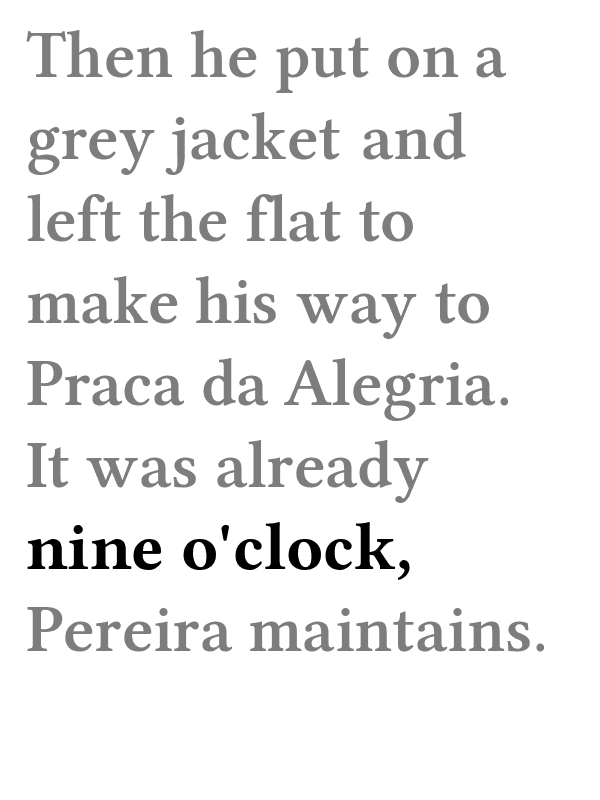 Then he put on a
grey jacket and
left the flat to
make his way to
Praca da Alegria.
It was already
nine o'clock,
Pereira maintains.